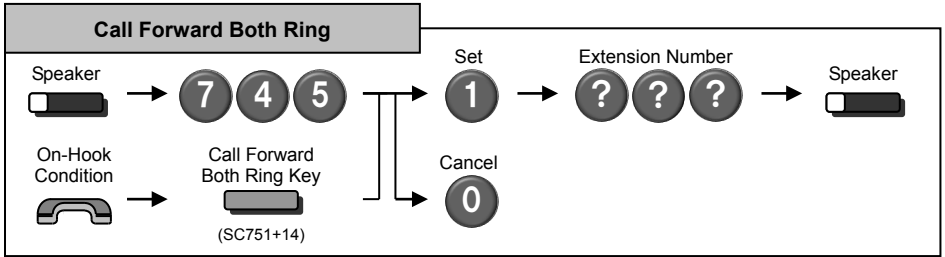 Call Forward Both Ring
Speaker
7 4 5
Set
1
Extension Number
? ? ?
Speaker
On-Hook
Condition
Call Forward
Both Ring Key
(SC751+14)
Cancel
0